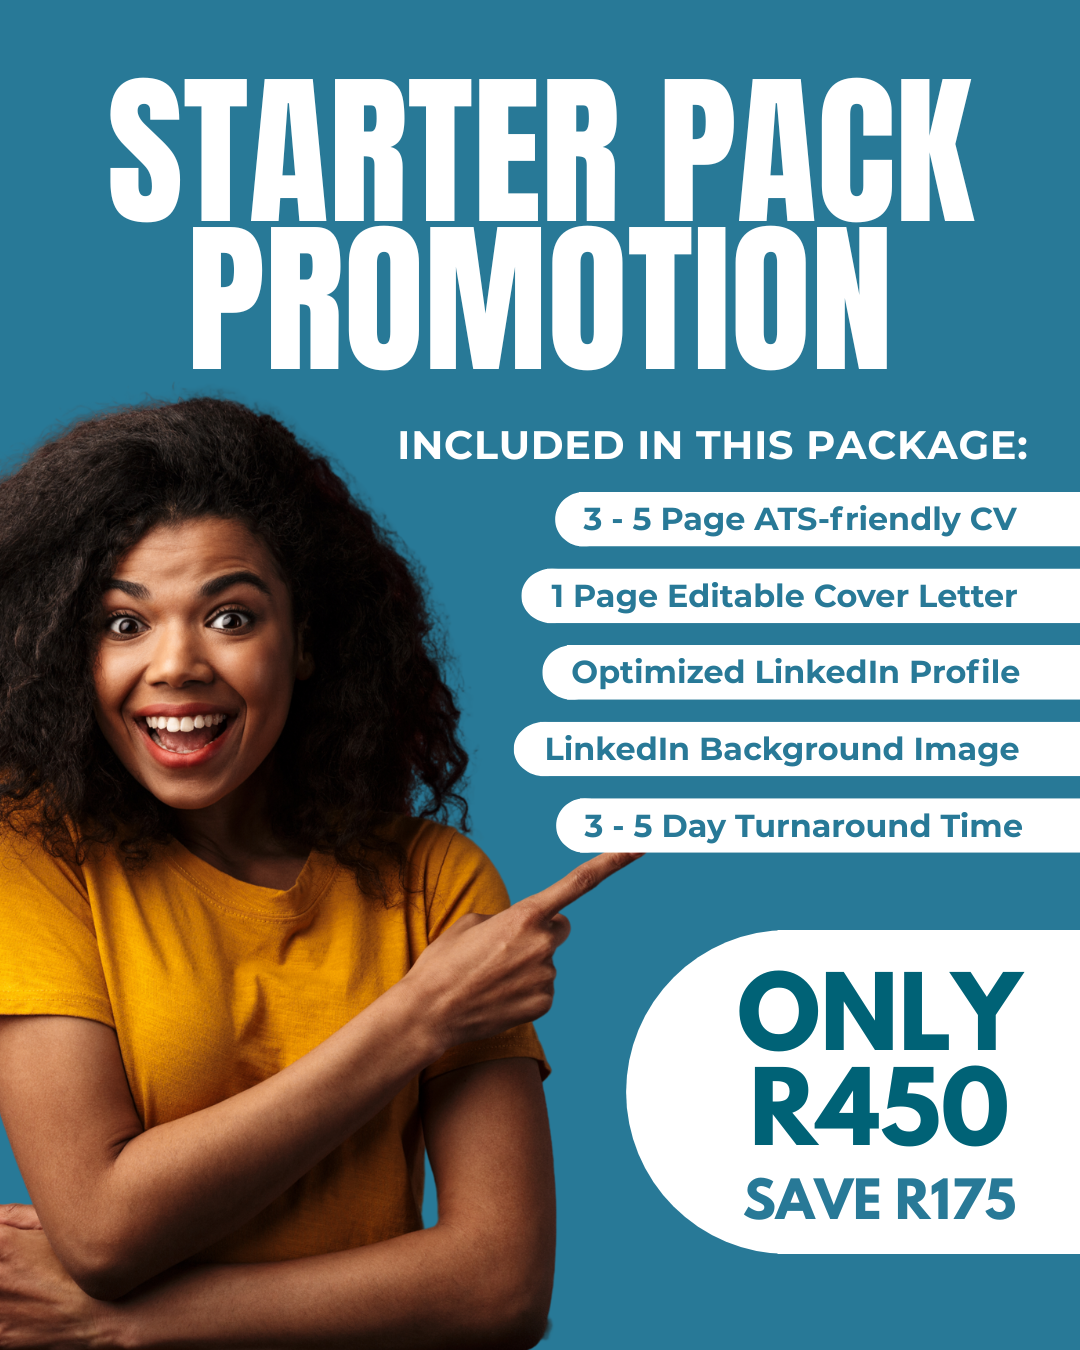 STARTER PACK
PROMOTION
INCLUDED IN THIS PACKAGE:
3 - 5 Page ATS-friendly CV
1 Page Editable Cover Letter
Optimized LinkedIn Profile
LinkedIn Background Image
3 - 5 Day Turnaround Time
ONLY
R450
SAVE R175